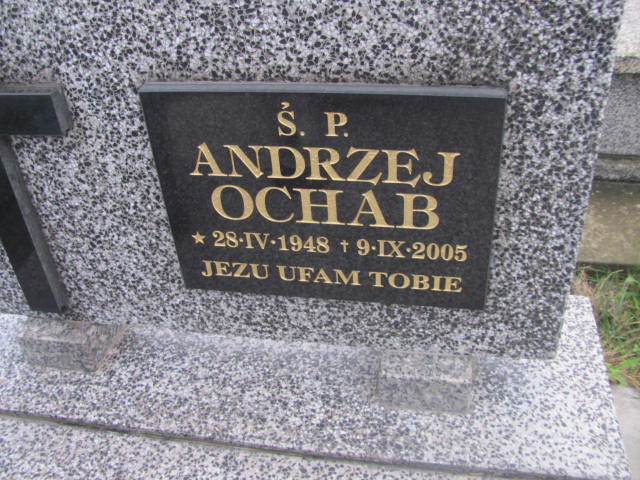 Ś. P.
ANDRZEJ
OCHAB
★ 28·IV·1948 † 9·IX·2005
JEZU UFAM TOBIE